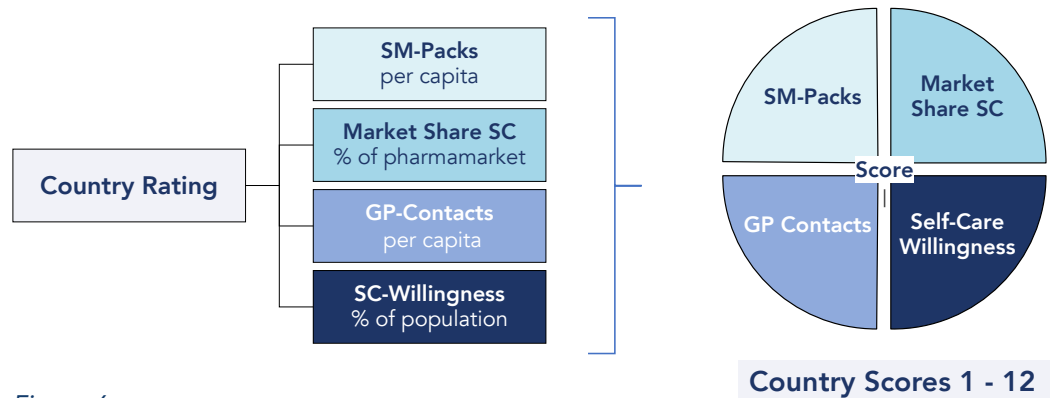 Country Rating
SM-Packs
per capita
Market Share SC
% of pharmamarket
GP-Contacts
per capita
SC-Willingness
% of population
SM-Packs
Market
Share SC
Score
GP Contacts
Self-Care
Willingness
Country Scores 1 - 12